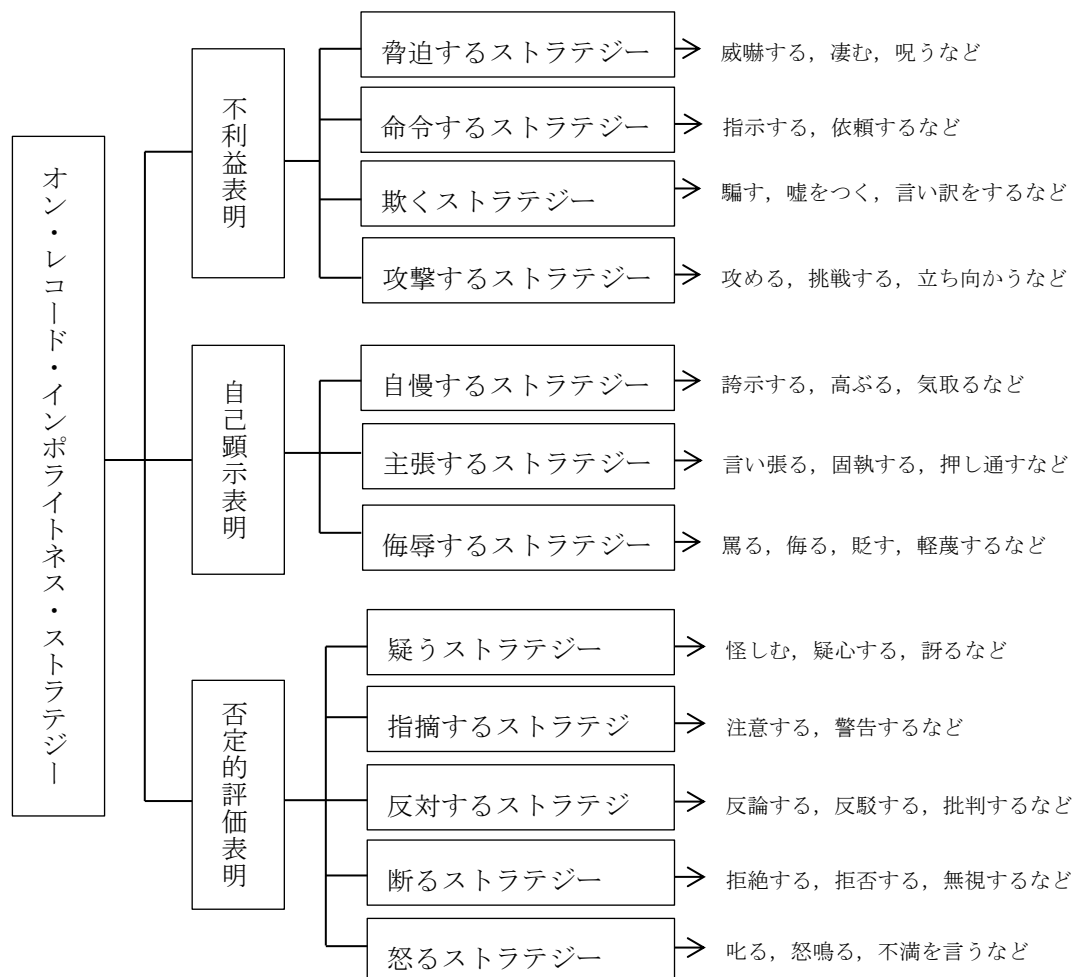 オン・レコード・インポライトネス・ストラテジー
不利益表明
脅迫するストラテジー
威嚇する，凄む，呪うなど
命令するストラテジー
指示する，依頼するなど
欺くストラテジー
騙す，嘘をつく，言い訳をするなど
攻撃するストラテジー
攻める，挑戦する，立ち向かうなど
自己顕示表明
自慢するストラテジー
誇示する，高ぶる，気取るなど
主張するストラテジー
言い張る，固執する，押し通すなど
侮辱するストラテジー
罵る，侮る，貶す，軽蔑するなど
否定的評価表明
疑うストラテジー
怪しむ，疑心する，訝るなど
指摘するストラテジ
注意する，警告するなど
反対するストラテジ
反論する，反駁する，批判するなど
断るストラテジー
拒絶する，拒否する，無視するなど
怒るストラテジー
叱る，怒鳴る，不満を言うなど